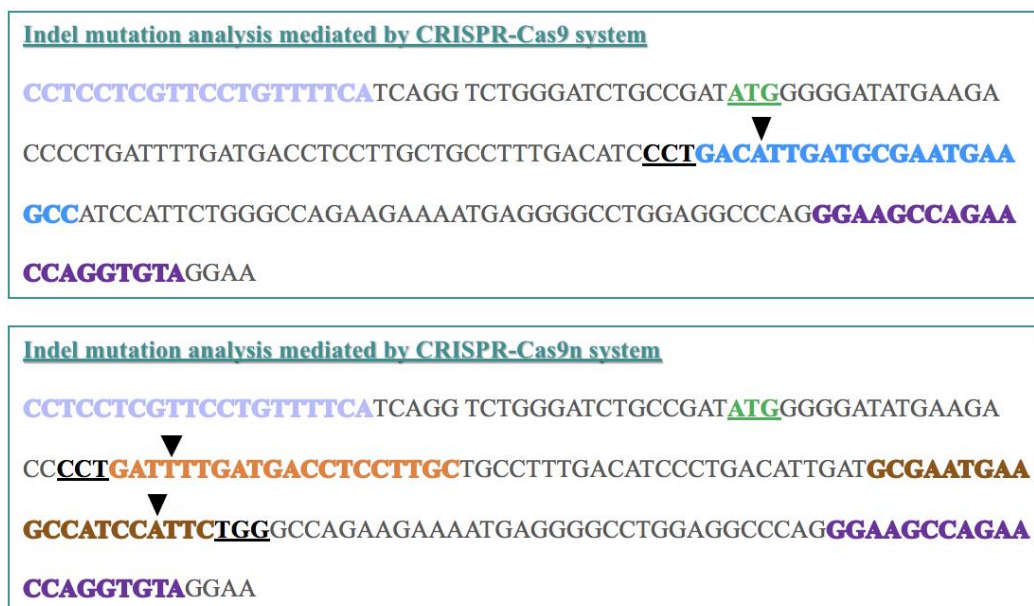 Indel mutation analysis mediated by CRISPR-Cas9 system
CCTCCTCGTTCCTGTTTTCATCAGG TCTGGGATCTGCCGATATGGGGGATATGAAGA
CCCCTGATTTTGATGACCTCCTTGCTGCCTTTGACATCCCTGACATTGATGCGAATGAA
GCCATCCATTCTGGGCCAGAAGAAAATGAGGGGCCTGGAGGCCCAGGGAAGCCAGAA
CCAGGTGTAGGAA
Indel mutation analysis mediated by CRISPR-Cas9n system
CCTCCTCGTTCCTGTTTTCATCAGG TCTGGGATCTGCCGATATGGGGGATATGAAGA
CCCCTGATTTTGATGACCTCCTTGCTGCCTTTGACATCCCTGACATTGATGCGAATGAA
GCCATCCATTCTGGGCCAGAAGAAAATGAGGGGCCTGGAGGCCCAGGGAAGCCAGAA
CCAGGTGTAGGAA